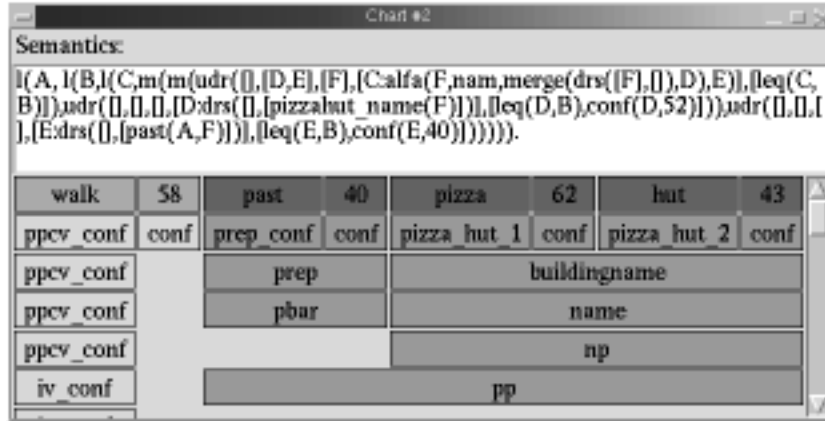 Chart #2
Semantics:
l(A, l(B,l(C,m(m(udr([],[D,E],[F],[C:alfa(F,nam,merge(drs([F],[]),D),E)],[leq(C,
B)]),udr([],[],[],[D:drs([],[pizzahut_name(F)])],[leq(D,B),conf(D,52)])),udr([],[],[
],[E:drs([],[past(A,F)])],[leq(E,B),conf(E,40)]))))).
walk 58 past 40 pizza 62 hut 43
ppcv_conf conf prep_conf conf pizza_hut_1 conf pizza_hut_2 conf
ppcv_conf prep buildingname
ppcv_conf pbar name
ppcv_conf np
iv_conf pp